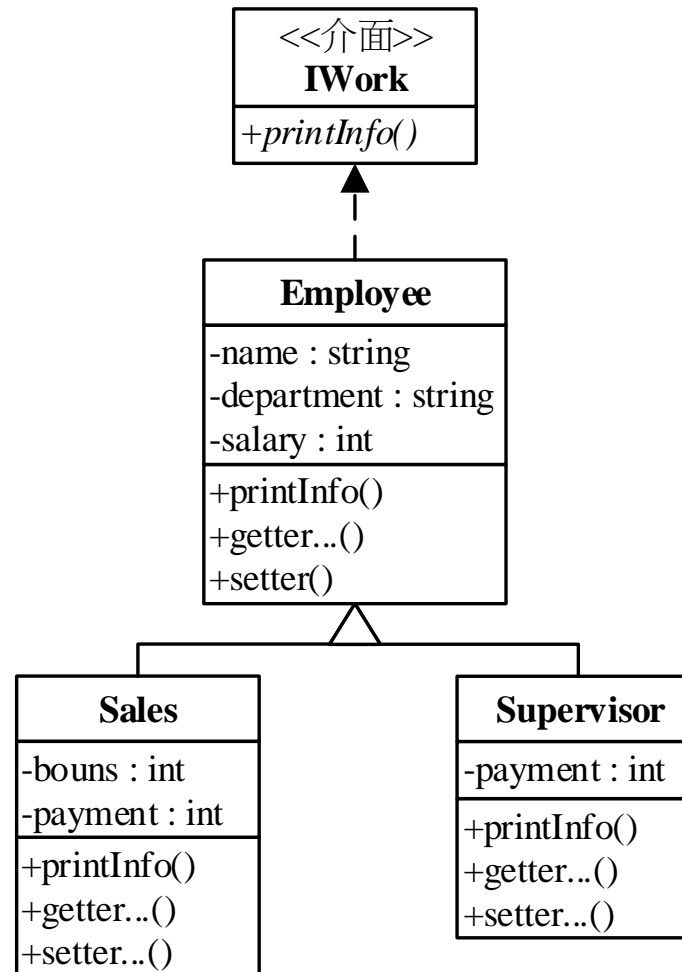 <<介面>>
IWork
+printInfo()
Employee
-name : string
-department : string
-salary : int
+printInfo()
+getter...()
+setter()
Sales
-bouns : int
-payment : int
+printInfo()
+getter...()
+setter...()
Supervisor
-payment : int
+printInfo()
+getter...()
+setter...()